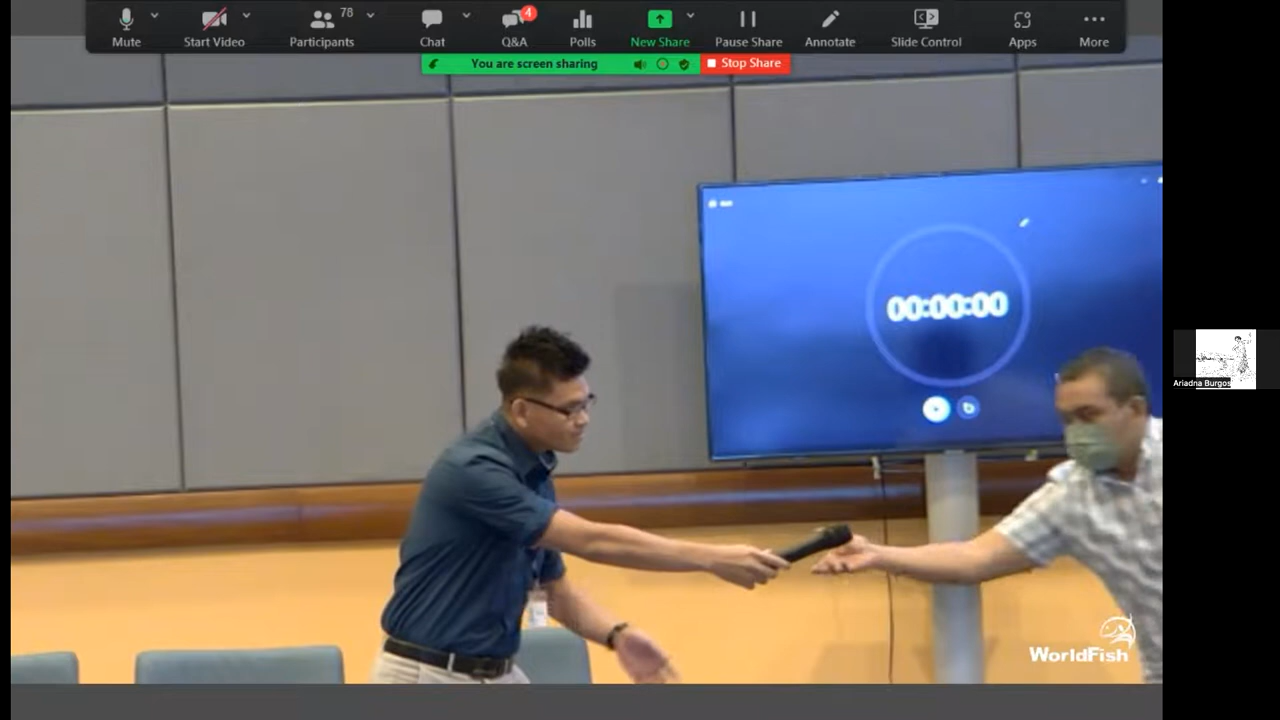 78
4
Mute
Start Video
Participants
Chat
Q&A
Polls
New Share
Pause Share
Annotate
Slide Control
Apps
More
You are screen sharing
Stop Share
00:00:00
Ariadna Burgos
WorldFish